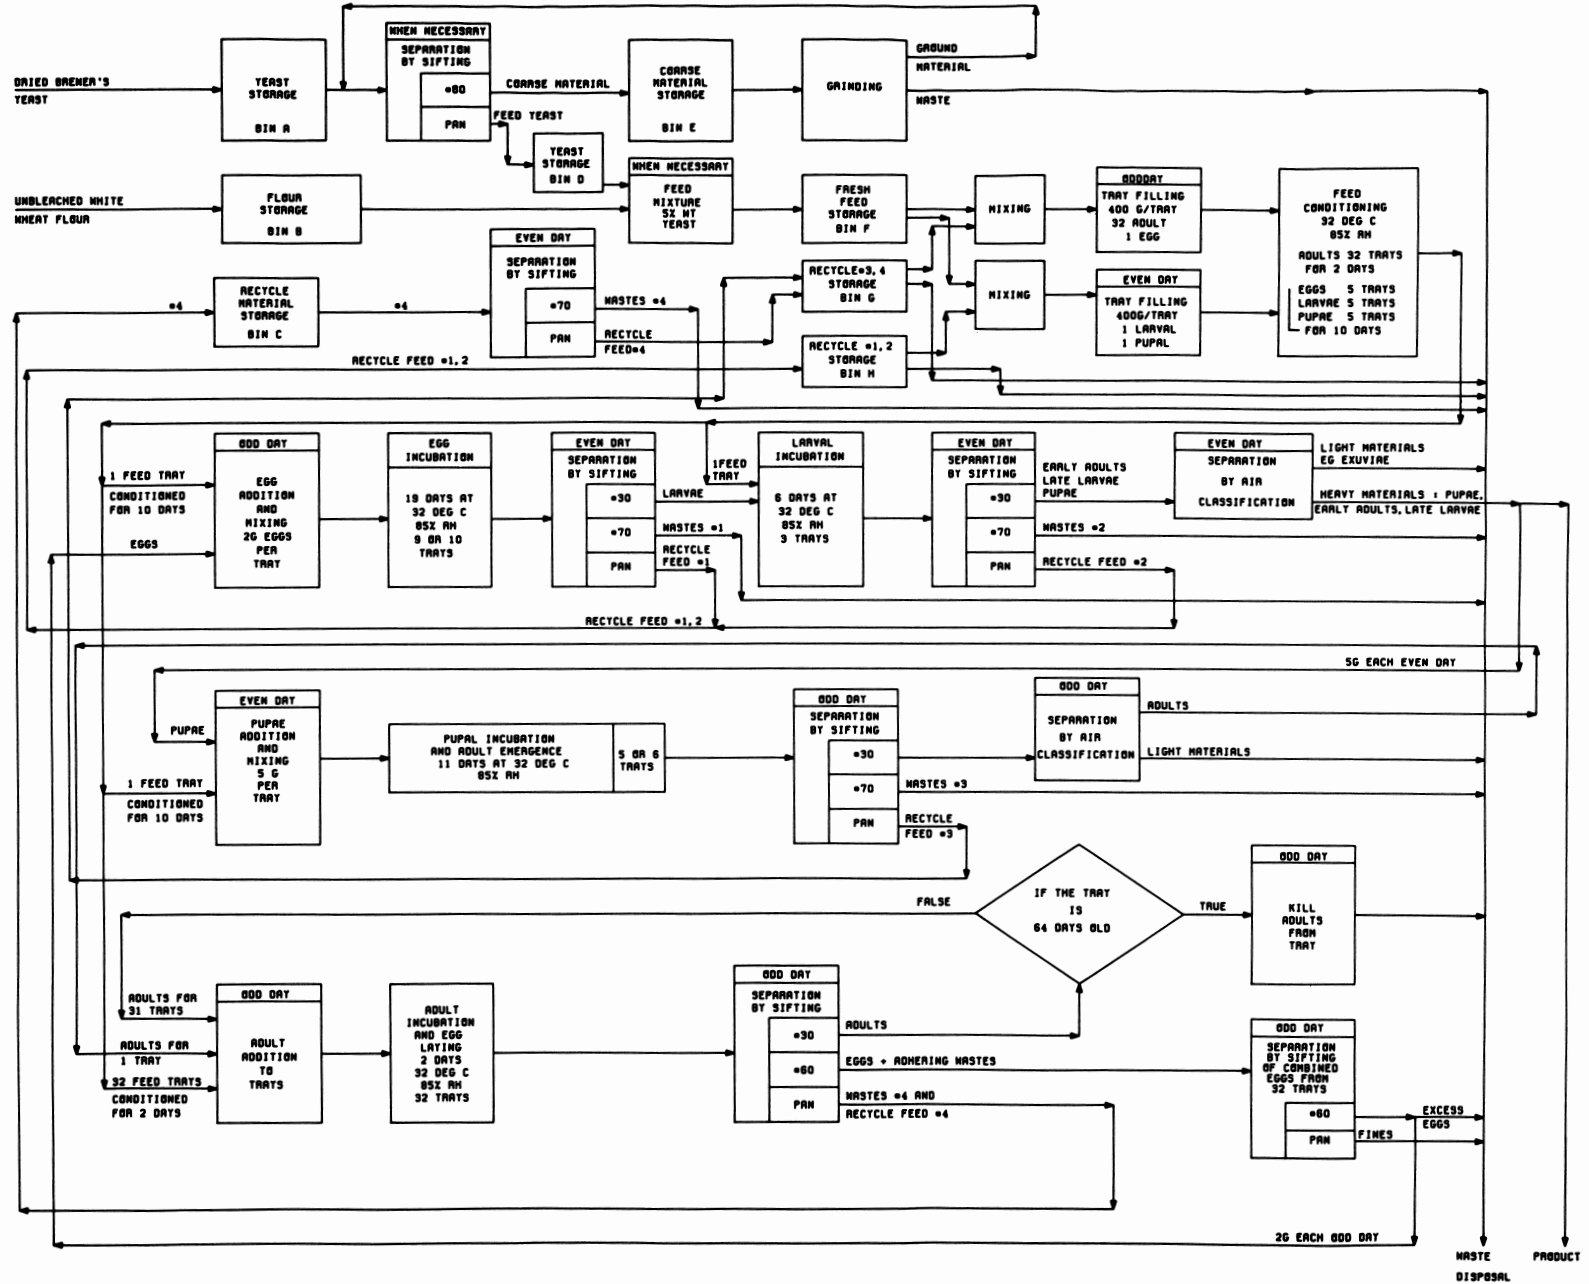 DRIED BREWER'S
YEAST
YEAST
STORAGE
BIN A
WHEN NECESSARY
SEPARATION
BY SIFTING
#80
PAN
COARSE MATERIAL
FEED YEAST
COARSE
MATERIAL
STORAGE
BIN E
GRINDING
GROUND
MATERIAL
WASTE
YEAST
STORAGE
BIN D
UNBLEACHED WHITE
WHEAT FLOUR
FLOUR
STORAGE
BIN B
WHEN NECESSARY
FEED
MIXTURE
5% WT
YEAST
FRESH
FEED
STORAGE
BIN F
MIXING
ODDDAY
TRAY FILLING
400 G/TRAY
32 ADULT
1 EGG
FEED
CONDITIONING
32 DEG C
85% RH
ADULTS 32 TRAYS
FOR 2 DAYS
EGGS 5 TRAYS
LARVAE 5 TRAYS
PUPAE 5 TRAYS
FOR 10 DAYS
#4
RECYCLE
MATERIAL
STORAGE
BIN C
#4
EVEN DAY
SEPARATION
BY SIFTING
#70
PAN
WASTES #4
RECYCLE
FEED#4
RECYCLE#3,4
STORAGE
BIN G
MIXING
EVEN DAY
TRAY FILLING
400G/TRAY
1 LARVAL
1 PUPAL
RECYCLE #1,2
STORAGE
BIN H
RECYCLE FEED #1,2
1 FEED TRAY
CONDITIONED
FOR 10 DAYS
EGGS
ODD DAY
EGG
ADDITION
AND
MIXING
2G EGGS
PER
TRAY
EGG
INCUBATION
19 DAYS AT
32 DEG C
85% RH
9 OR 10
TRAYS
EVEN DAY
SEPARATION
BY SIFTING
#30
#70
PAN
LARVAE
WASTES #1
RECYCLE
FEED #1
1FEED
TRAY
LARVAL
INCUBATION
6 DAYS AT
32 DEG C
85% RH
3 TRAYS
EVEN DAY
SEPARATION
BY SIFTING
#30
#70
PAN
EARLY ADULTS
LATE LARVAE
PUPAE
WASTES #2
RECYCLE FEED #2
EVEN DAY
SEPARATION
BY AIR
CLASSIFICATION
LIGHT MATERIALS
EG EXUVIAE
HEAVY MATERIALS : PUPAE,
EARLY ADULTS,LATE LARVAE
RECYCLE FEED #1,2
5G EACH EVEN DAY
PUPAE
1 FEED TRAY
CONDITIONED
FOR 10 DAYS
EVEN DAY
PUPAE
ADDITION
AND
MIXING
5 G
PER
TRAY
PUPAL INCUBATION
AND ADULT EMERGENCE
11 DAYS AT 32 DEG C
85% RH
5 OR 6
TRAYS
ODD DAY
SEPARATION
BY SIFTING
#30
#70
PAN
WASTES #3
RECYCLE
FEED #3
ODD DAY
SEPARATION
BY AIR
CLASSIFICATION
ADULTS
LIGHT MATERIALS
FALSE
IF THE TRAY
IS
64 DAYS OLD
TRUE
ODD DAY
KILL
ADULTS
FROM
TRAY
ADULTS FOR
31 TRAYS
ADULTS FOR
1 TRAY
32 FEED TRAYS
CONDITIONED
FOR 2 DAYS
ODD DAY
ADULT
ADDITION
TO
TRAYS
ADULT
INCUBATION
AND EGG
LAYING
2 DAYS
32 DEG C
85% RH
32 TRAYS
ODD DAY
SEPARATION
BY SIFTING
#30
#60
PAN
ADULTS
EGGS + ADHERING WASTES
WASTES #4 AND
RECYCLE FEED #4
ODD DAY
SEPARATION
BY SIFTING
OF COMBINED
EGGS FROM
32 TRAYS
#60
PAN
EXCESS
EGGS
FINES
2G EACH ODD DAY
WASTE
DISPOSAL
PRODUCT